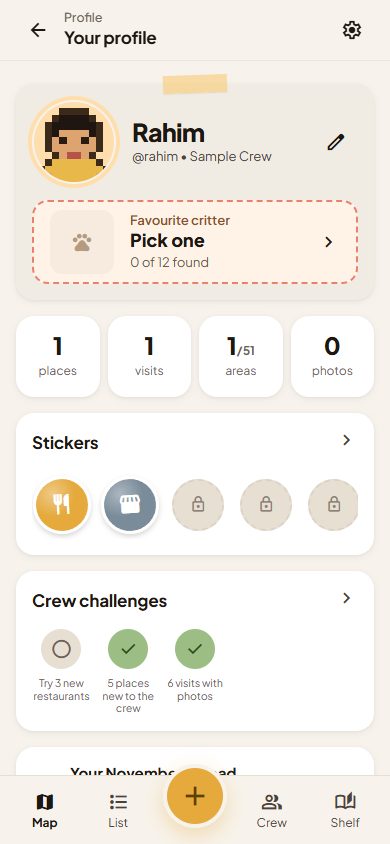 Profile
Your profile
Rahim
@rahim • Sample Crew
Favourite critter
Pick one
0 of 12 found
1
places
1
visits
1/51
areas
0
photos
Stickers
Crew challenges
Try 3 new
restaurants
5 places
new to the
crew
6 visits with
photos
Your
Map
List
Crew
Shelf